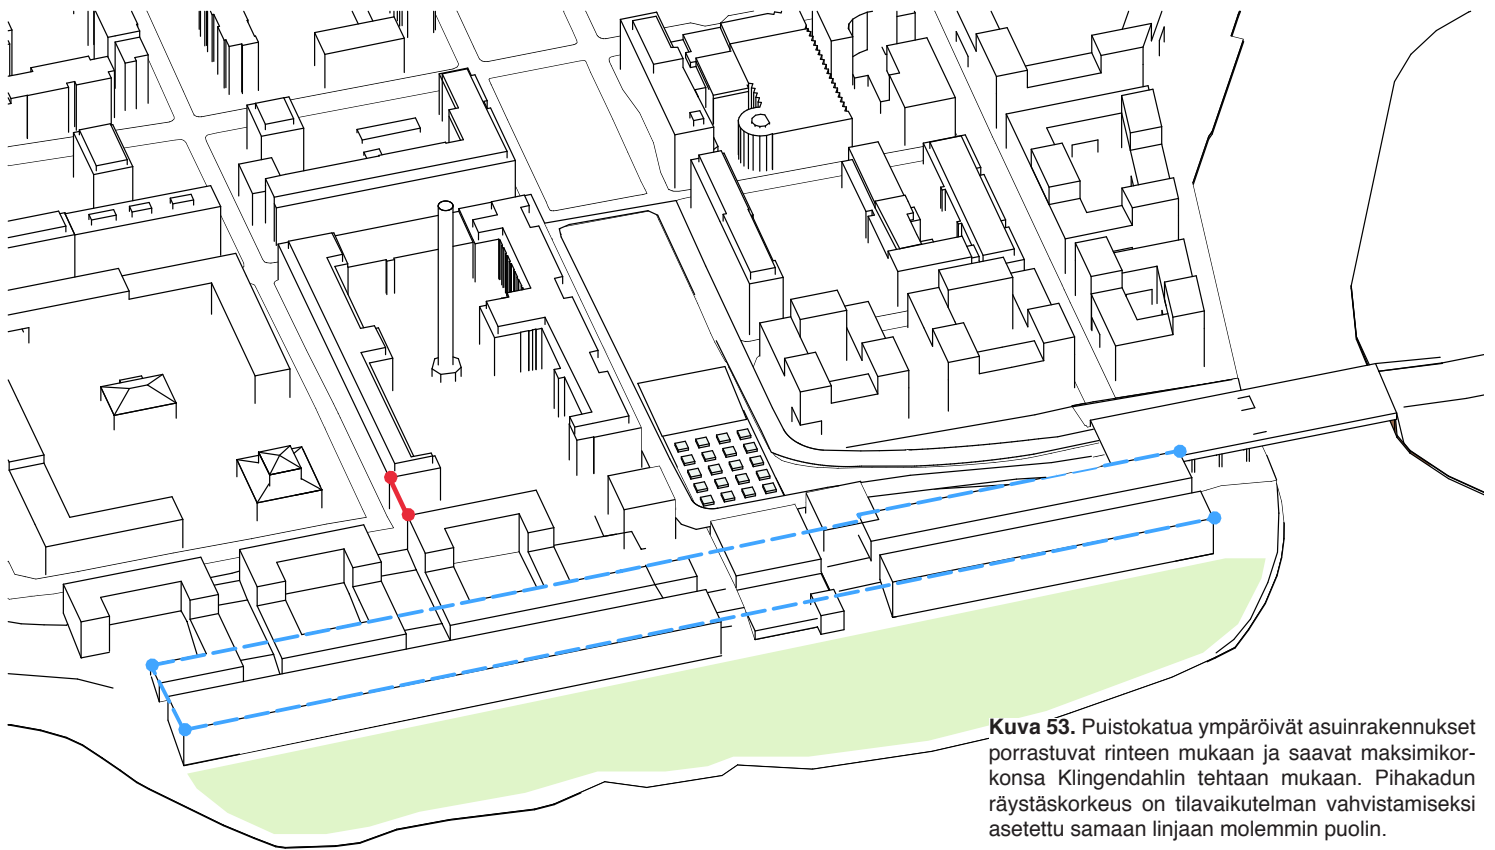 Kuva 53. Puistokatua ympäröivät asuinrakennukset
porrastuvat rinteen mukaan ja saavat maksimikor-
konsa Klingendahlin tehtaan mukaan. Pihakadun
räystäskorkeus on tilavaikutelman vahvistamiseksi
asetettu samaan linjaan molemmin puolin.